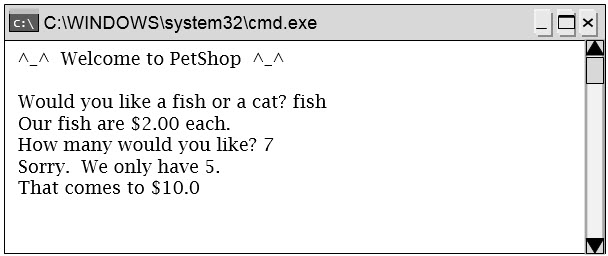 C:\ C:\WINDOWS\system32\cmd.exe
^_^  Welcome to PetShop  ^_^
Would you like a fish or a cat? fish
Our fish are $2.00 each.
How many would you like? 7
Sorry.  We only have 5.
That comes to $10.0